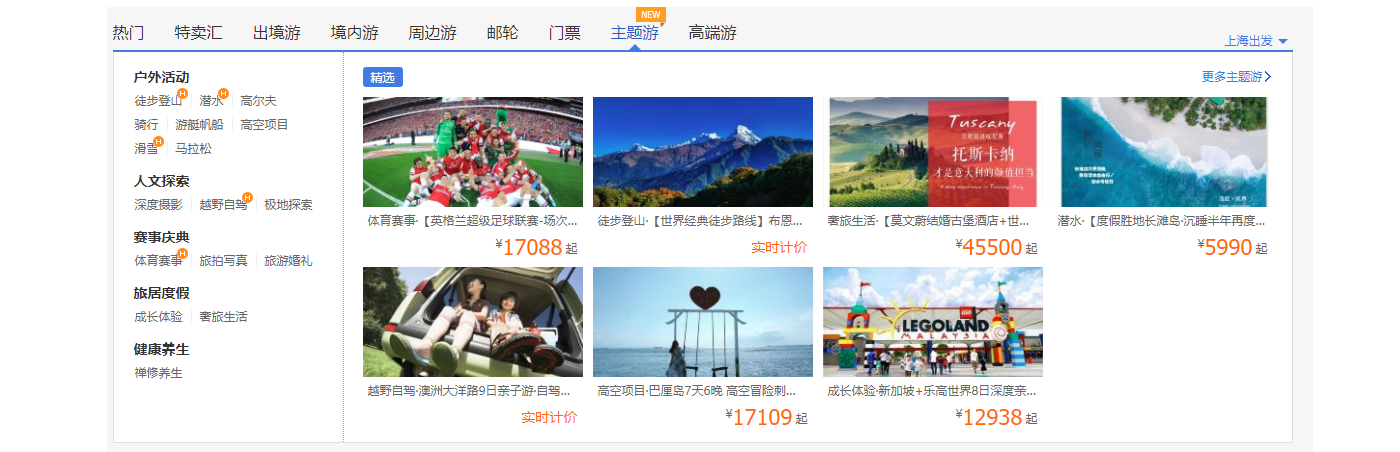 NEW
热门 特卖汇 出境游 境内游 周边游 邮轮 门票 主题游 高端游
上海出发
户外活动
徒步登山 H 潜水 H 高尔夫
骑行 游艇帆船 高空项目
滑雪 H 马拉松
人文探索
深度摄影 越野自驾 H 极地探索
赛事庆典
体育赛事 H 旅拍写真 旅游婚礼
旅居度假
成长体验 奢旅生活
健康养生
禅修养生
精选
更多主题游
Tuscany
托斯卡纳
才是意大利的颜值担当
体育赛事·【英格兰超级足球联赛-场次...
¥17088 起
徒步登山·【世界经典徒步路线】布恩...
实时计价
奢旅生活·【莫文蔚结婚古堡酒店+世...
¥45500 起
潜水·【度假胜地长滩岛·沉睡半年再度...
¥5990 起
LEGO
LEGOLAND
MALAYSIA
越野自驾·澳洲大洋路9日亲子游·自驾...
实时计价
高空项目·巴厘岛7天6晚 高空冒险刺...
¥17109 起
成长体验·新加坡+乐高世界8日深度亲...
¥12938 起